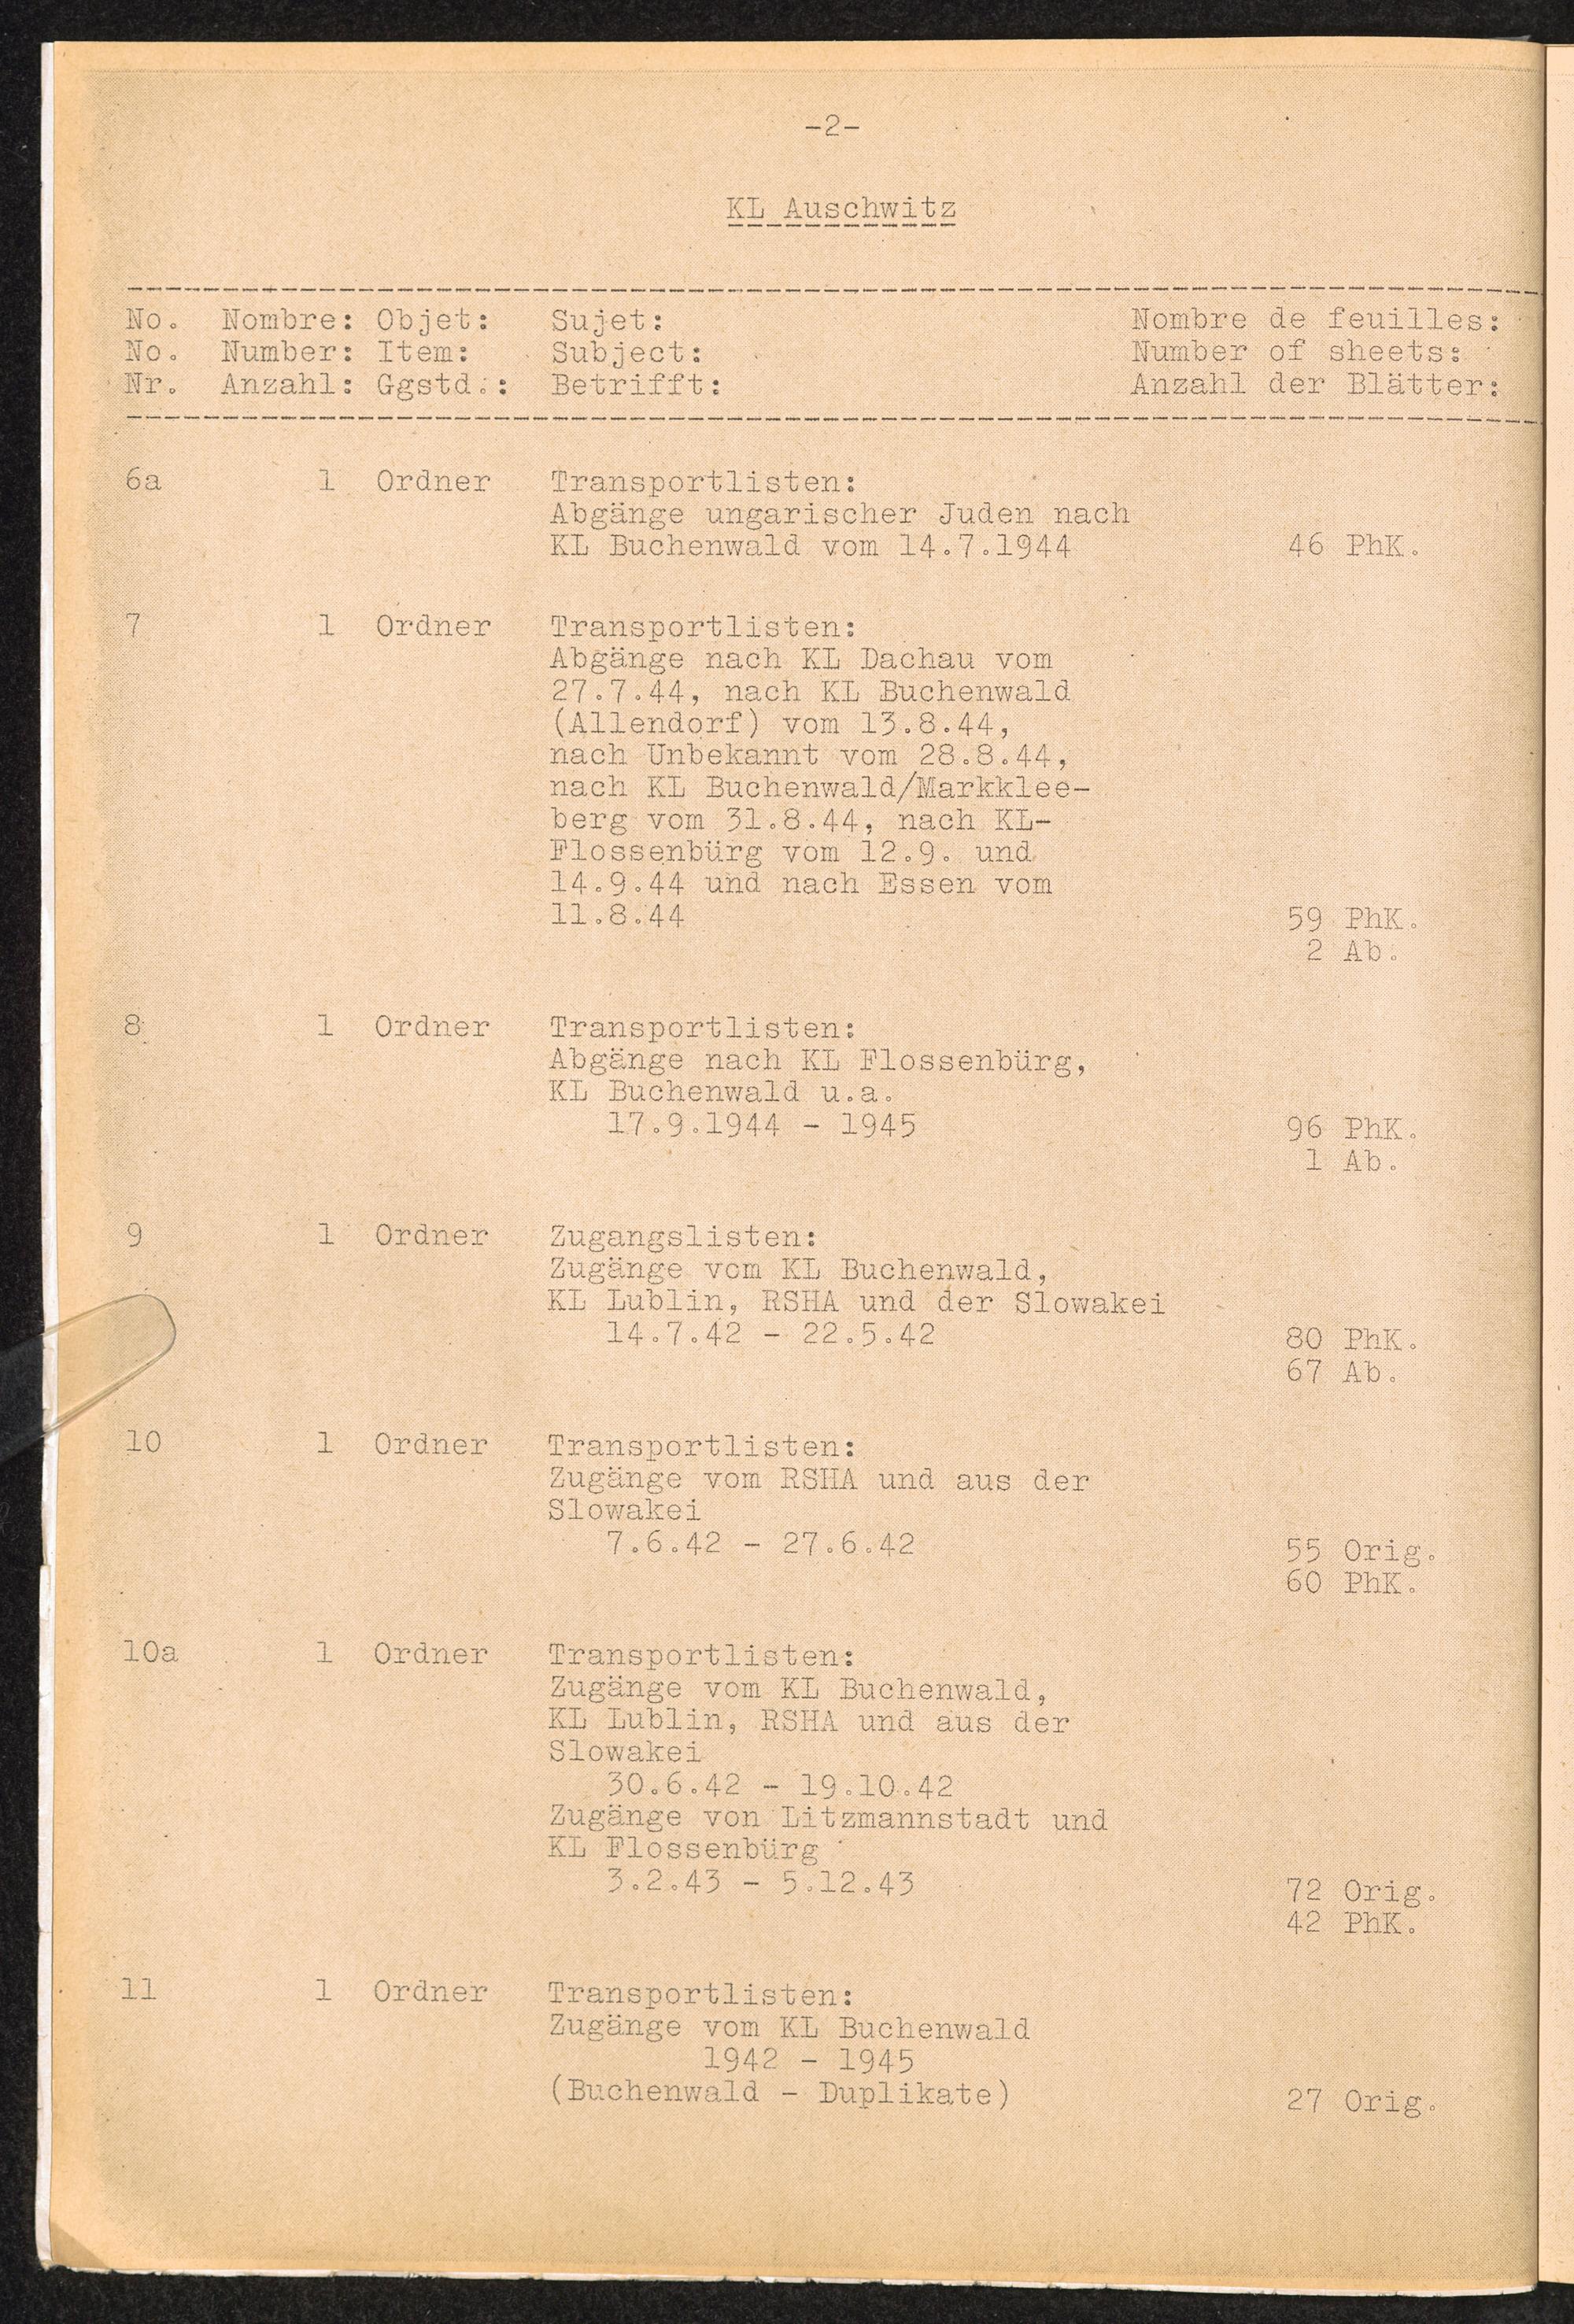 -2-
KL Auschwitz
No. Nombre: Objet: Sujet: Nombre de feuilles:
No. Number: Item: Subject: Number of sheets:
Nr. Anzahl: Ggstd.: Betrifft: Anzahl der Blätter:
6a 1 Ordner Transportlisten:
Abgänge ungarischer Juden nach
KL Buchenwald vom 14.7.1944 46 PhK.
7 1 Ordner Transportlisten:
Abgänge nach KL Dachau vom
27.7.44, nach KL Buchenwald
(Allendorf) vom 13.8.44,
nach Unbekannt vom 28.8.44,
nach KL Buchenwald/Markklee-
berg vom 31.8.44, nach KL-
Flossenbürg vom 12.9. und
14.9.44 und nach Essen vom
11.8.44 59 PhK.
2 Ab.
8 1 Ordner Transportlisten:
Abgänge nach KL Flossenbürg,
KL Buchenwald u.a.
17.9.1944 - 1945 96 PhK.
1 Ab.
9 1 Ordner Zugangslisten:
Zugänge vom KL Buchenwald,
KL Lublin, RSHA und der Slowakei
14.7.42 - 22.5.42 80 PhK.
67 Ab.
10 1 Ordner Transportlisten:
Zugänge vom RSHA und aus der
Slowakei
7.6.42 - 27.6.42 55 Orig.
60 PhK.
10a 1 Ordner Transportlisten:
Zugänge vom KL Buchenwald,
KL Lublin, RSHA und aus der
Slowakei
30.6.42 - 19.10.42
Zugänge von Litzmannstadt und
KL Flossenbürg
3.2.43 - 5.12.43 72 Orig.
42 PhK.
11 1 Ordner Transportlisten:
Zugänge vom KL Buchenwald
1942 - 1945
(Buchenwald - Duplikate) 27 Orig.